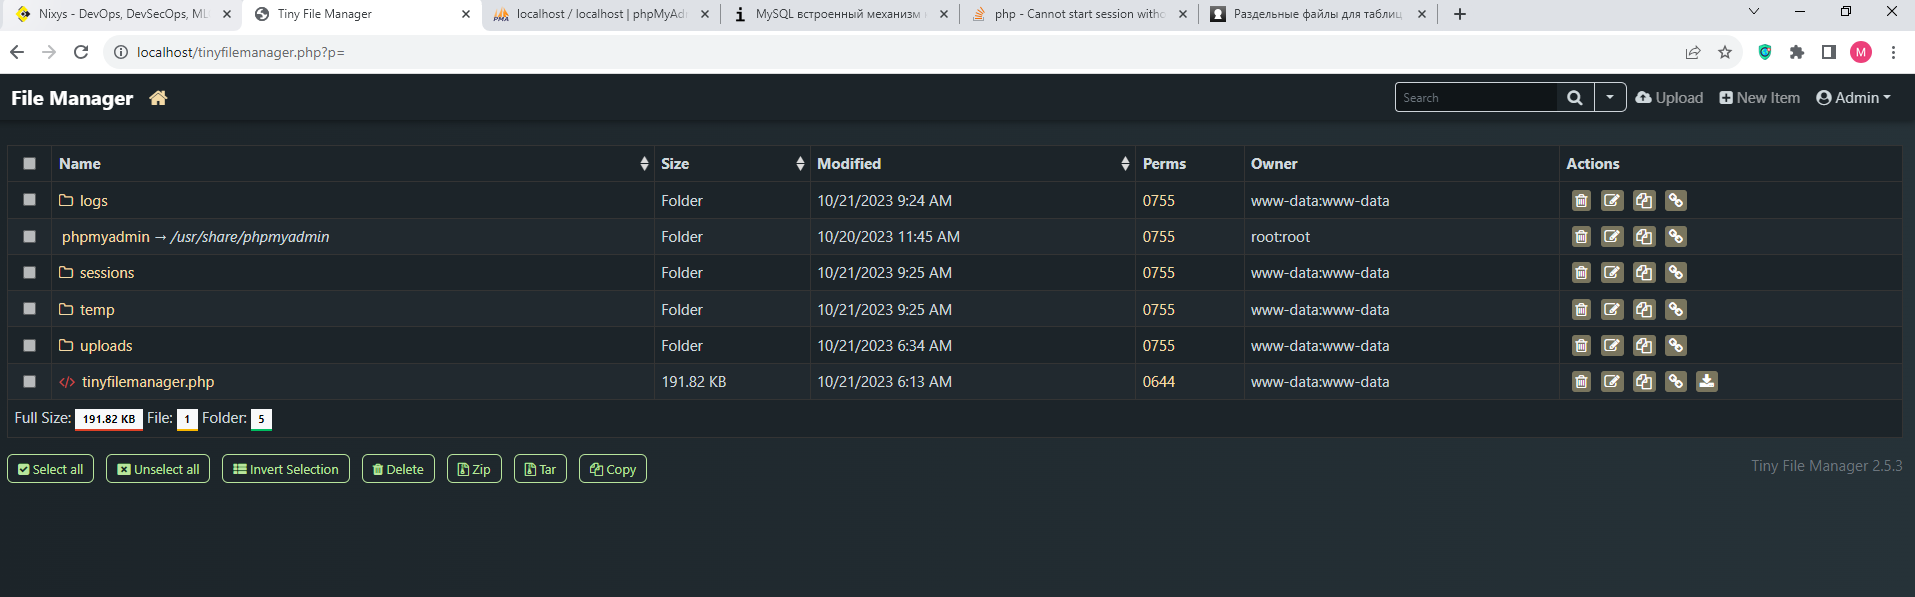 Nixys - DevOps, DevSecOps, ML
Tiny File Manager
localhost / localhost | phpMyAd
MySQL встроенный механизм
php - Cannot start session witho
Раздельные файлы для таблиц
localhost/tinyfilemanager.php?p=
M
File Manager
Search
Upload
New Item
Admin
Name Size Modified Perms Owner Actions
logs Folder 10/21/2023 9:24 AM 0755 www-data:www-data
phpmyadmin → /usr/share/phpmyadmin Folder 10/20/2023 11:45 AM 0755 root:root
sessions Folder 10/21/2023 9:25 AM 0755 www-data:www-data
temp Folder 10/21/2023 9:25 AM 0755 www-data:www-data
uploads Folder 10/21/2023 6:34 AM 0755 www-data:www-data
tinyfilemanager.php 191.82 KB 10/21/2023 6:13 AM 0644 www-data:www-data
Full Size: 191.82 KB File: 1 Folder: 5
Select all Unselect all Invert Selection Delete Zip Tar Copy
Tiny File Manager 2.5.3